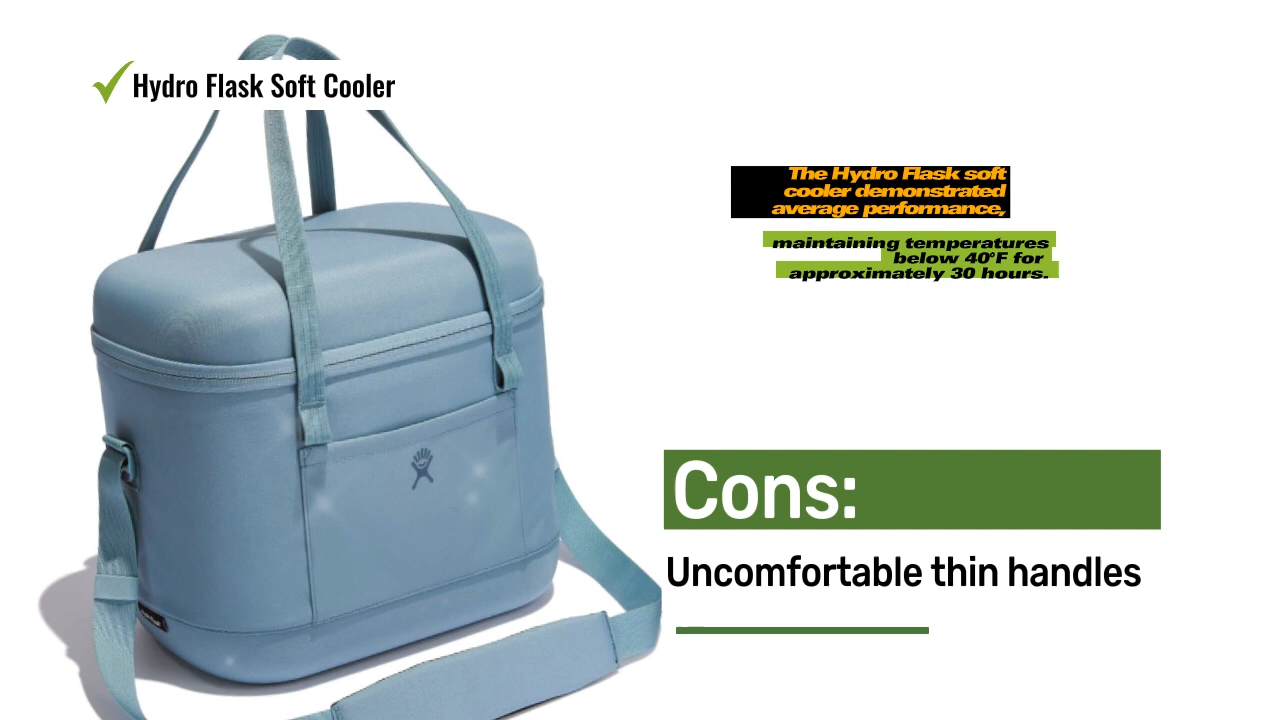 Hydro Flask Soft Cooler
The Hydro Flask soft
cooler demonstrated
average performance,
maintaining temperatures
below 40°F for
approximately 30 hours.
Cons:
Uncomfortable thin handles